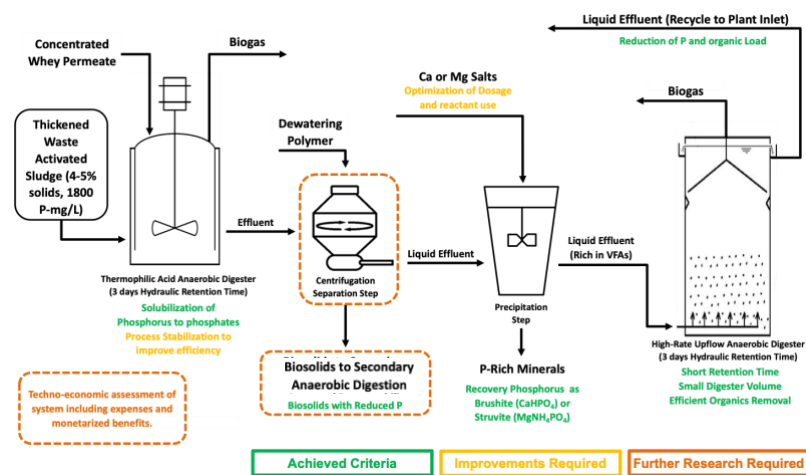 Liquid Effluent (Recycle to Plant Inlet)
Reduction of P and organic Load
Concentrated
Whey Permeate
Biogas
Ca or Mg Salts
Optimization of Dosage
and reactant use
Biogas
Thickened
Waste
Activated
Sludge (4-5%
solids, 1800
P-mg/L)
Dewatering
Polymer
Effluent
Centrifugation
Separation Step
Liquid Effluent
Liquid Effluent
(Rich in VFAs)
Thermophilic Acid Anaerobic Digester
(3 days Hydraulic Retention Time)
Solubilization of
Phosphorus to phosphates
Process Stabilization to
improve efficiency
Precipitation
Step
High-Rate Upflow Anaerobic Digester
(3 days Hydraulic Retention Time)
Short Retention Time
Small Digester Volume
Efficient Organics Removal
Biosolids to Secondary
Anaerobic Digestion
Biosolids with Reduced P
P-Rich Minerals
Recovery Phosphorus as
Brushite (CaHPO₄) or
Struvite (MgNH₄PO₄)
Techno-economic assessment of
system including expenses and
monetarized benefits.
Achieved Criteria
Improvements Required
Further Research Required